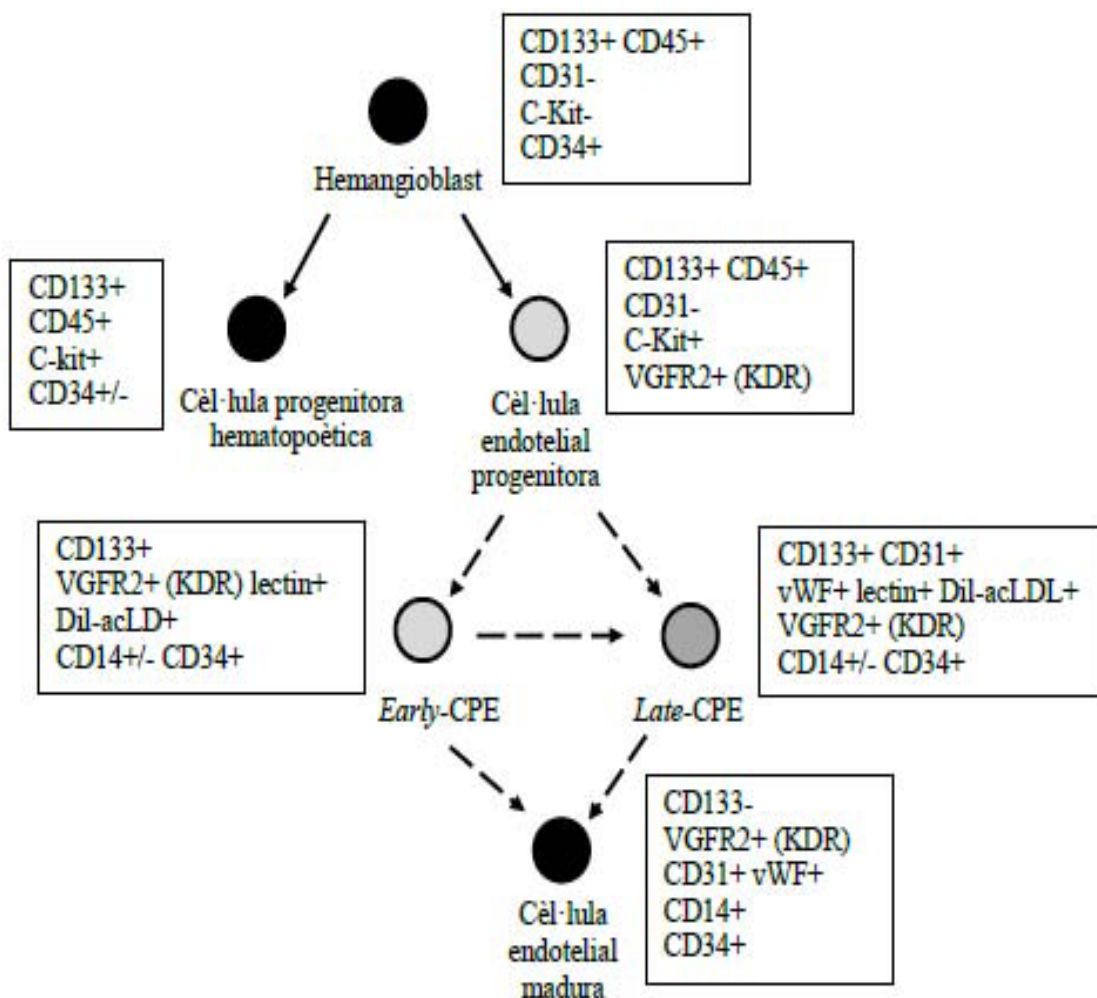 CD133+ CD45+
CD31-
C-Kit-
CD34+
Hemangioblast
CD133+
CD45+
C-kit+
CD34+/-
Cèl·lula progenitora
hematopoètica
CD133+ CD45+
CD31-
C-Kit+
VGFR2+ (KDR)
Cèl·lula
endotelial
progenitora
CD133+
VGFR2+ (KDR) lectin+
Dil-acLD+
CD14+/- CD34+
Early-CPE
CD133+ CD31+
vWF+ lectin+ Dil-acLDL+
VGFR2+ (KDR)
CD14+/- CD34+
Late-CPE
CD133-
VGFR2+ (KDR)
CD31+ vWF+
CD14+
CD34+
Cèl·lula
endotelial
madura